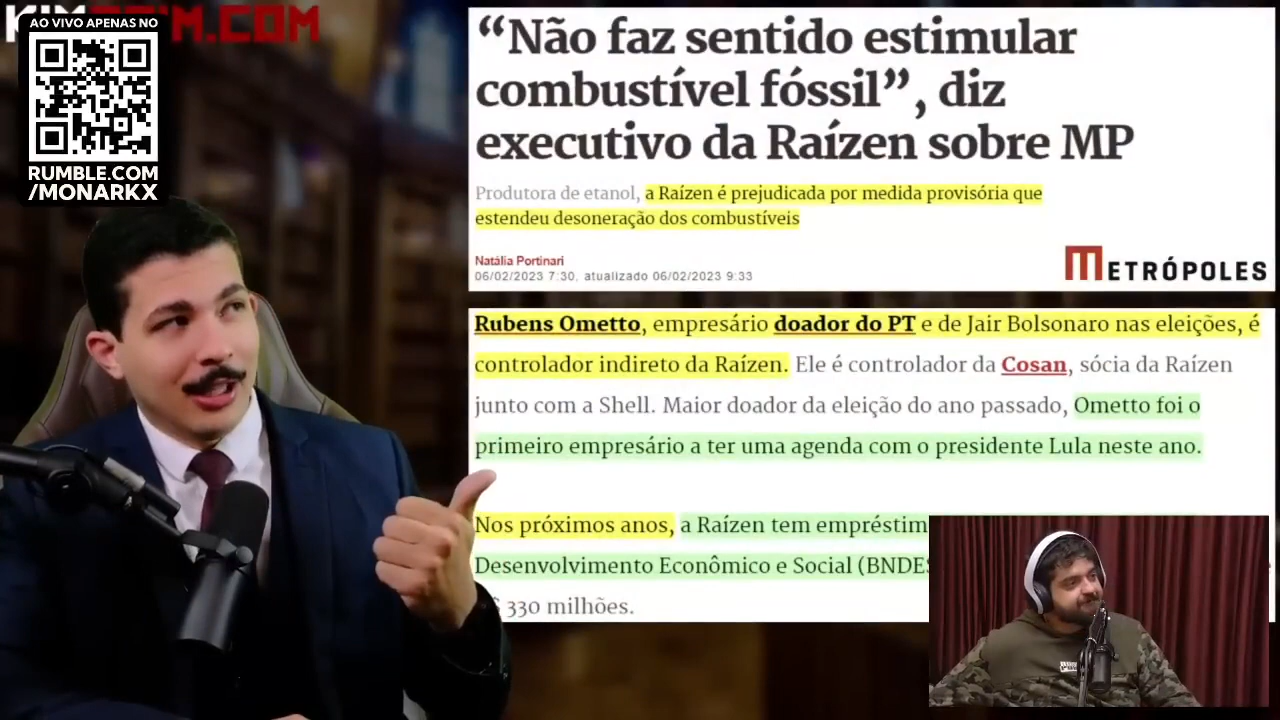 AO VIVO APENAS NO
.COM
RUMBLE.COM
/MONARKX
“Não faz sentido estimular
combustível fóssil”, diz
executivo da Raízen sobre MP
Produtora de etanol, a Raízen é prejudicada por medida provisória que
estendeu desoneração dos combustíveis
Natália Portinari
06/02/2023 7:30, atualizado 06/02/2023 9:33
METRÓPOLES
Rubens Ometto, empresário doador do PT e de Jair Bolsonaro nas eleições, é
controlador indireto da Raízen. Ele é controlador da Cosan, sócia da Raízen
junto com a Shell. Maior doador da eleição do ano passado, Ometto foi o
primeiro empresário a ter uma agenda com o presidente Lula neste ano.
Nos próximos anos, a Raízen tem
Desenvolvimento Econômico e Social
330 milhões.